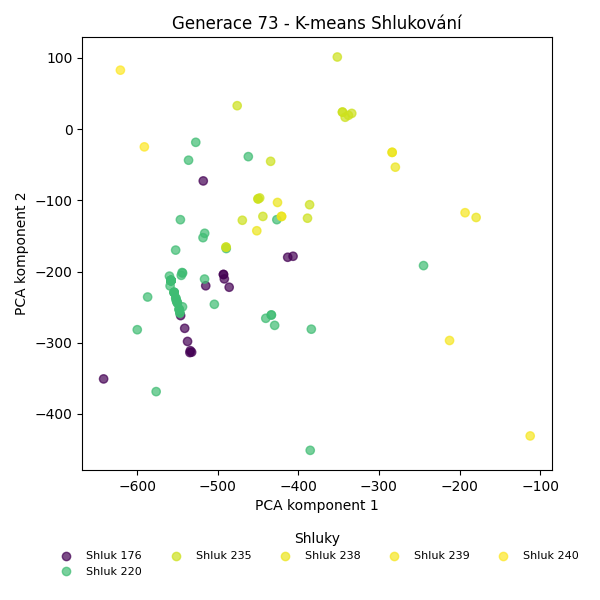 Generace 73 - K-means Shlukování
100
0
−100
−200
−300
−400
PCA komponent 2
−600
−500
−400
−300
−200
−100
PCA komponent 1
Shluky
Shluk 176
Shluk 220
Shluk 235
Shluk 238
Shluk 239
Shluk 240